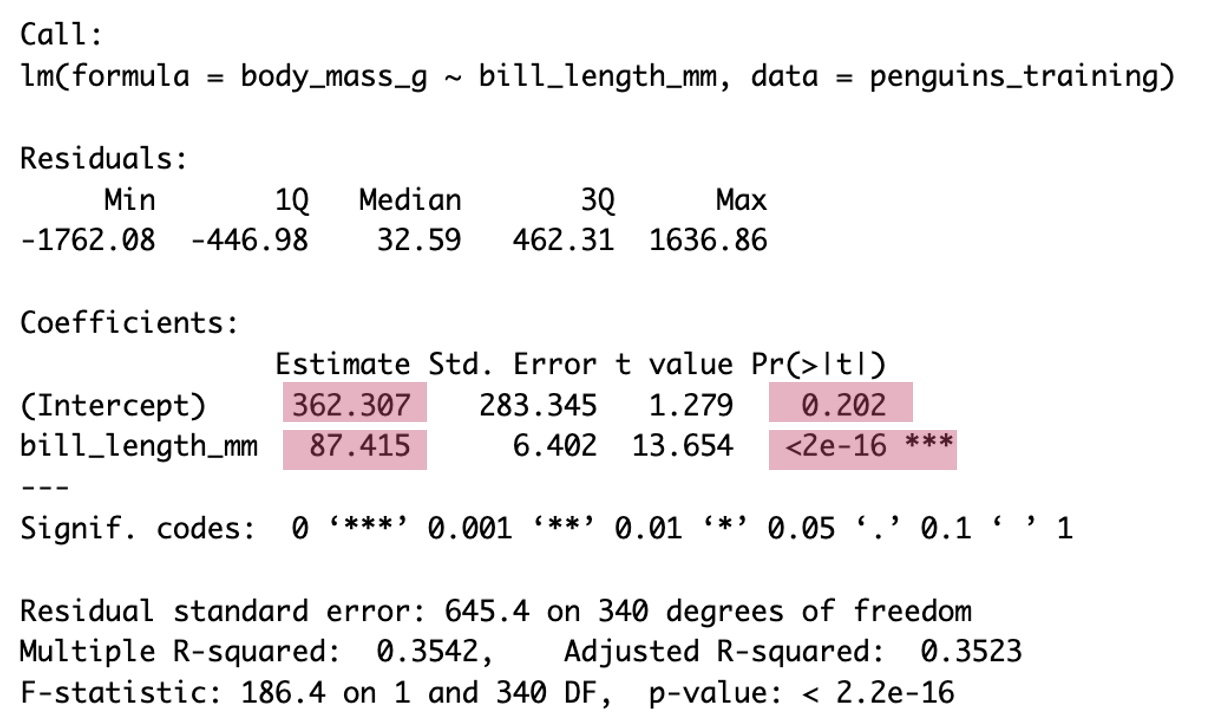 Call:
lm(formula = body_mass_g ~ bill_length_mm, data = penguins_training)
Residuals:
     Min       1Q   Median       3Q      Max
-1762.08  -446.98    32.59   462.31  1636.86
Coefficients:
               Estimate Std. Error t value Pr(>|t|)
(Intercept)     362.307    283.345   1.279    0.202
bill_length_mm   87.415      6.402  13.654   <2e-16 ***
---
Signif. codes:  0 ‘***’ 0.001 ‘**’ 0.01 ‘*’ 0.05 ‘.’ 0.1 ‘ ’ 1
Residual standard error: 645.4 on 340 degrees of freedom
Multiple R-squared:  0.3542,    Adjusted R-squared:  0.3523
F-statistic: 186.4 on 1 and 340 DF,  p-value: < 2.2e-16